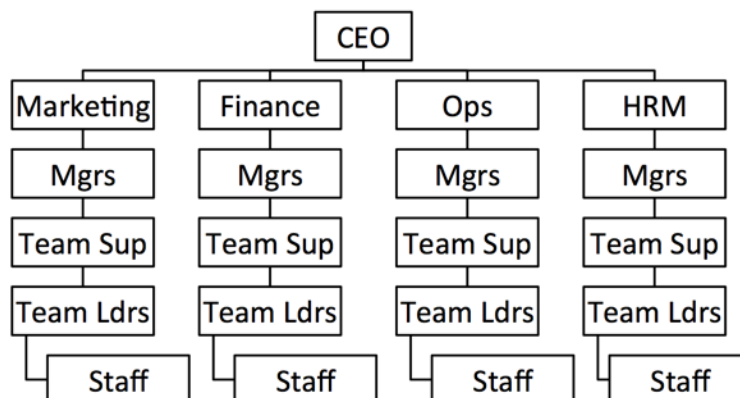 CEO
Marketing Finance Ops HRM
Mgrs Mgrs Mgrs Mgrs
Team Sup Team Sup Team Sup Team Sup
Team Ldrs Team Ldrs Team Ldrs Team Ldrs
Staff Staff Staff Staff